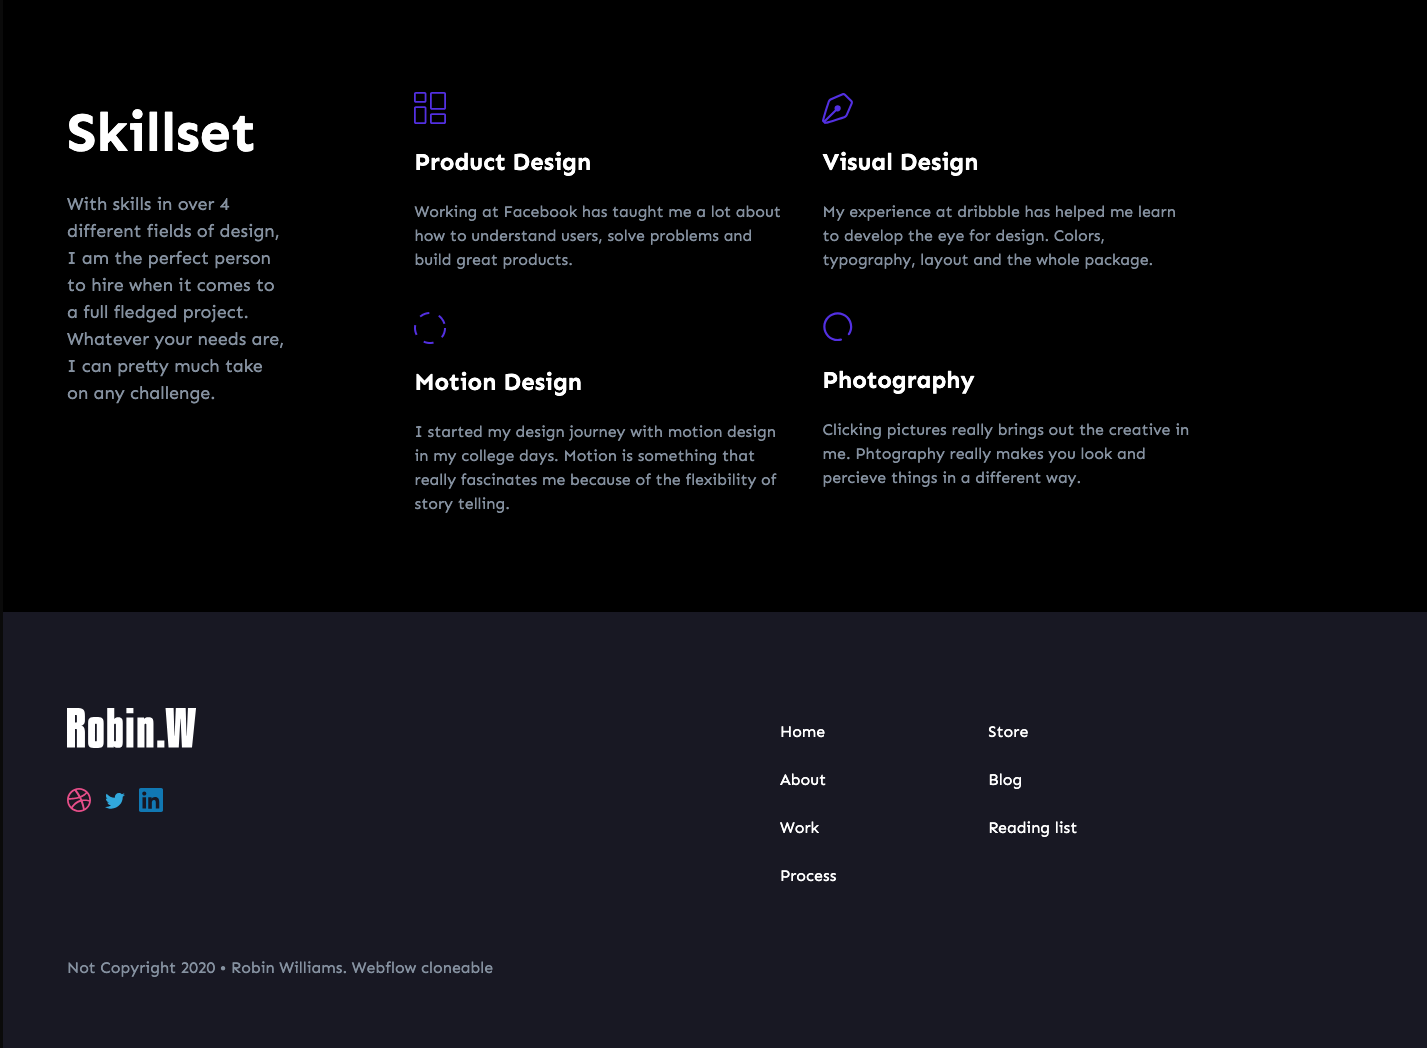 Skillset
With skills in over 4
different fields of design,
I am the perfect person
to hire when it comes to
a full fledged project.
Whatever your needs are,
I can pretty much take
on any challenge.
Product Design
Working at Facebook has taught me a lot about
how to understand users, solve problems and
build great products.
Visual Design
My experience at dribbble has helped me learn
to develop the eye for design. Colors,
typography, layout and the whole package.
Motion Design
I started my design journey with motion design
in my college days. Motion is something that
really fascinates me because of the flexibility of
story telling.
Photography
Clicking pictures really brings out the creative in
me. Phtography really makes you look and
percieve things in a different way.
Robin.W
in
Home
About
Work
Process
Store
Blog
Reading list
Not Copyright 2020 • Robin Williams. Webflow cloneable